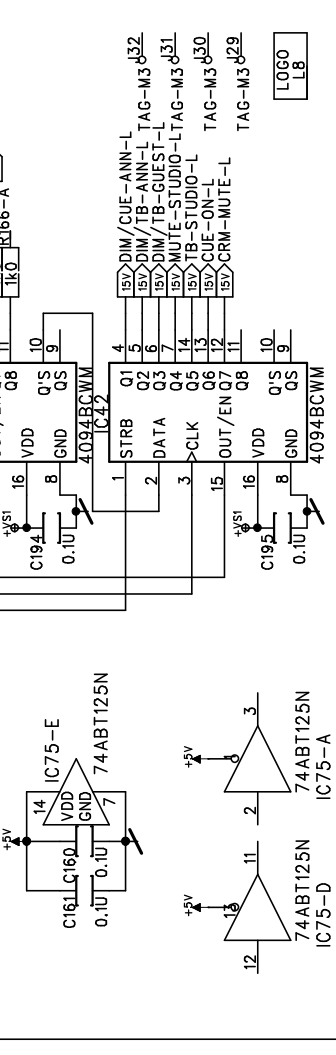 J32
TAG-M3
J31
TAG-M3
J30
TAG-M3
J29
TAG-M3
LOGO
L8
R166-A
1k0
11
Q8
10
Q'S
9
QS
VDD
16
GND
8
4094BCWM
+VS1
C194
0.1U
IC42
4094BCWM
1
STRB
2
DATA
3
>CLK
15
OUT/EN
16
VDD
8
GND
Q1
4
15V
DIM/CUE-ANN-L
Q2
5
15V
DIM/TB-ANN-L
Q3
6
15V
DIM/TB-GUEST-L
Q4
7
15V
MUTE-STUDIO-L
Q5
14
15V
TB-STUDIO-L
Q6
13
15V
CUE-ON-L
Q7
12
15V
CRM-MUTE-L
Q8
11
Q'S
10
QS
9
+VS1
C195
0.1U
IC75-E
74ABT125N
14
VDD
GND
7
+5V
C161
0.1U
C160
0.1U
+5V
1
2
3
74ABT125N
IC75-A
+5V
13
12
11
74ABT125N
IC75-D